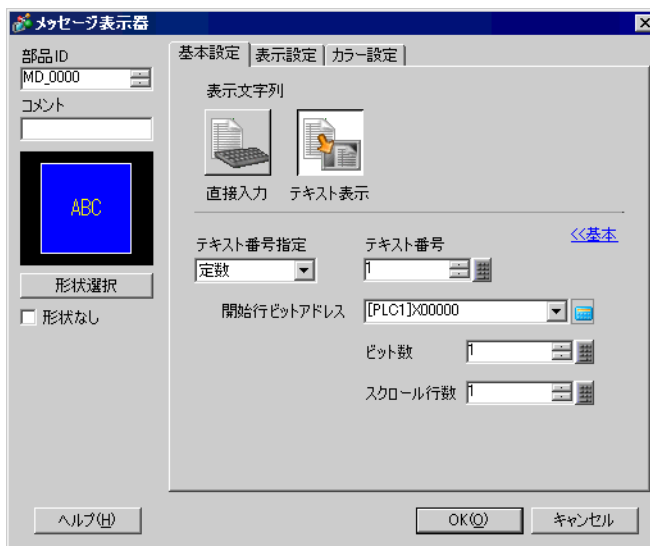 メッセージ表示器
部品ID
MD_0000
コメント
ABC
形状選択
形状なし
基本設定
表示設定
カラー設定
表示文字列
直接入力
テキスト表示
<<基本
テキスト番号指定
テキスト番号
定数
1
開始行ビットアドレス
[PLC1]X00000
ビット数
1
スクロール行数
1
ヘルプ(H)
OK(O)
キャンセル